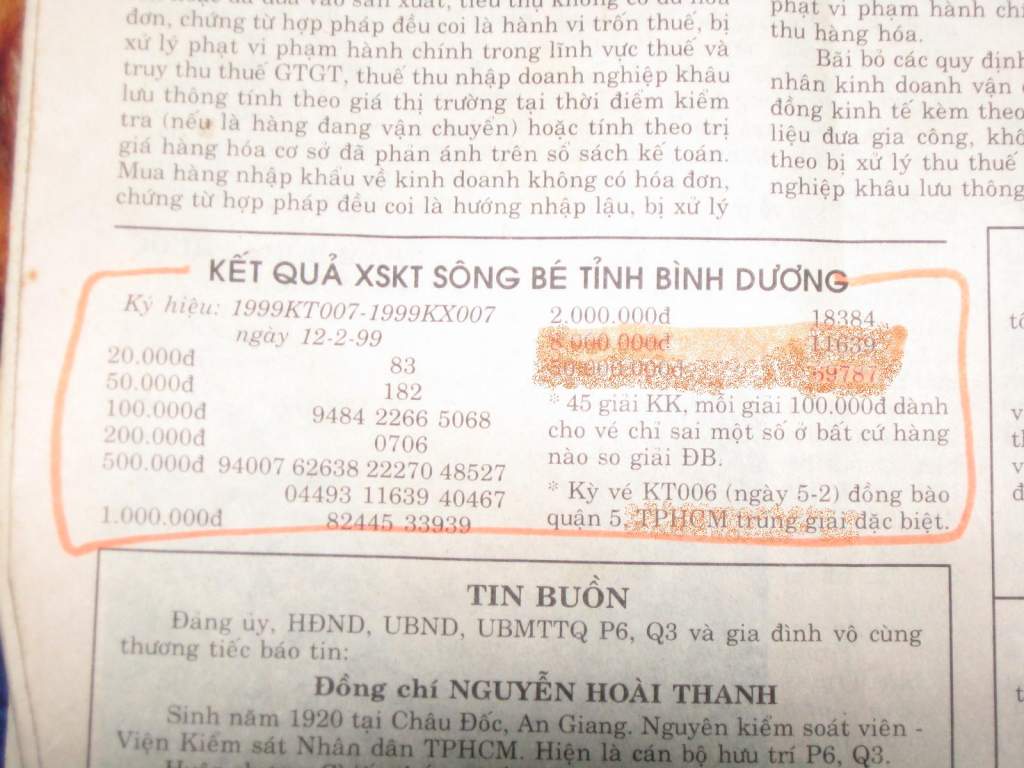 đơn, chứng từ hợp pháp đều coi là hành vi trốn thuế, bị
xử lý phạt vi phạm hành chính trong lĩnh vực thuế và
truy thu thuế GTGT, thuế thu nhập doanh nghiệp khâu
lưu thông tính theo giá thị trường tại thời điểm kiểm
tra (nếu là hàng đang vận chuyển) hoặc tính theo trị
giá hàng hóa cơ sở đã phản ánh trên sổ sách kế toán.
Mua hàng nhập khẩu về kinh doanh không có hóa đơn,
chứng từ hợp pháp đều coi là hướng nhập lậu, bị xử lý
phạt vi phạm hành
thu hàng hóa.
Bãi bỏ các quy định
nhân kinh doanh vận
đồng kinh tế kèm theo
liệu đưa gia công,
theo bị xử lý thu thuế
nghiệp khâu lưu thông
KẾT QUẢ XSKT SÔNG BÉ TỈNH BÌNH DƯƠNG
Ký hiệu: 1999KT007-1999KX007
ngày 12-2-99
20.000đ 83
50.000đ 182
100.000đ 9484 2266 5068
200.000đ 0706
500.000đ 94007 62638 22270 48527
04493 11639 40467
1.000.000đ 82445 33939
2.000.000đ 18384
8.000.000đ 11639
50.000.000đ 69787
* 45 giải KK, mỗi giải 100.000đ dành
cho vé chỉ sai một số ở bất cứ hàng
nào so giải ĐB.
* Kỳ vé KT006 (ngày 5-2) đồng bào
quận 5, TPHCM trúng giải đặc biệt.
TIN BUỒN
Đảng ủy, HĐND, UBND, UBMTTQ P6, Q3 và gia đình vô cùng
thương tiếc báo tin:
Đồng chí NGUYỄN HOÀI THANH
Sinh năm 1920 tại Châu Đốc, An Giang. Nguyên kiểm soát viên -
Viện Kiểm sát Nhân dân TPHCM. Hiện là cán bộ hưu trí P6, Q3.